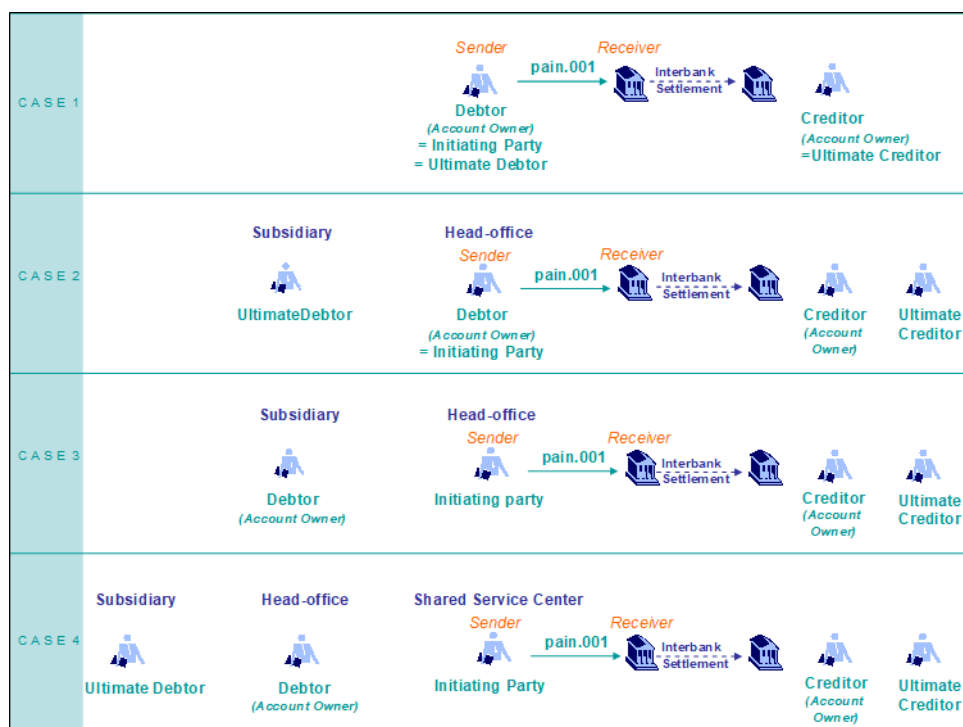 Sender
Receiver
pain.001
Interbank
Settlement
CASE 1
Debtor
(Account Owner)
= Initiating Party
= Ultimate Debtor
Creditor
(Account Owner)
=Ultimate Creditor
Subsidiary
Head-office
Sender
Receiver
pain.001
Interbank
Settlement
CASE 2
UltimateDebtor
Debtor
(Account Owner)
= Initiating Party
Creditor
(Account
Owner)
Ultimate
Creditor
Subsidiary
Head-office
Sender
Receiver
pain.001
Interbank
Settlement
CASE 3
Debtor
(Account Owner)
Initiating party
Creditor
(Account
Owner)
Ultimate
Creditor
Subsidiary
Head-office
Shared Service Center
Sender
Receiver
pain.001
Interbank
Settlement
CASE 4
Ultimate Debtor
Debtor
(Account Owner)
Initiating Party
Creditor
(Account
Owner)
Ultimate
Creditor